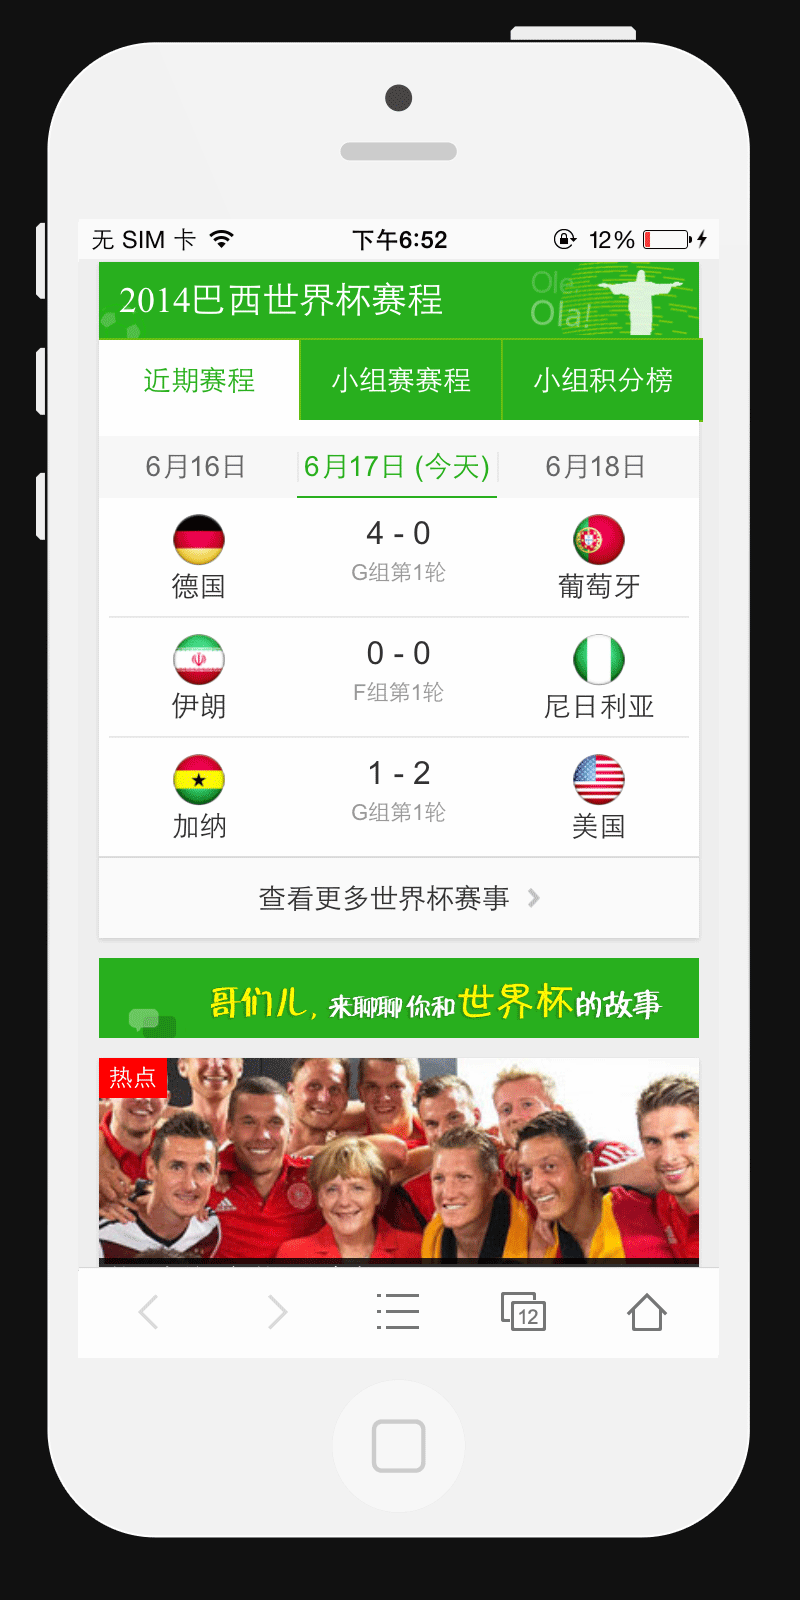 无 SIM 卡 下午6:52 12%
2014巴西世界杯赛程
Ole,
Ola!
近期赛程 小组赛赛程 小组积分榜
6月16日 6月17日 (今天) 6月18日
4 - 0
G组第1轮
德国 葡萄牙
0 - 0
F组第1轮
伊朗 尼日利亚
1 - 2
G组第1轮
加纳 美国
查看更多世界杯赛事
哥们儿，来聊聊你和世界杯的故事
热点
12